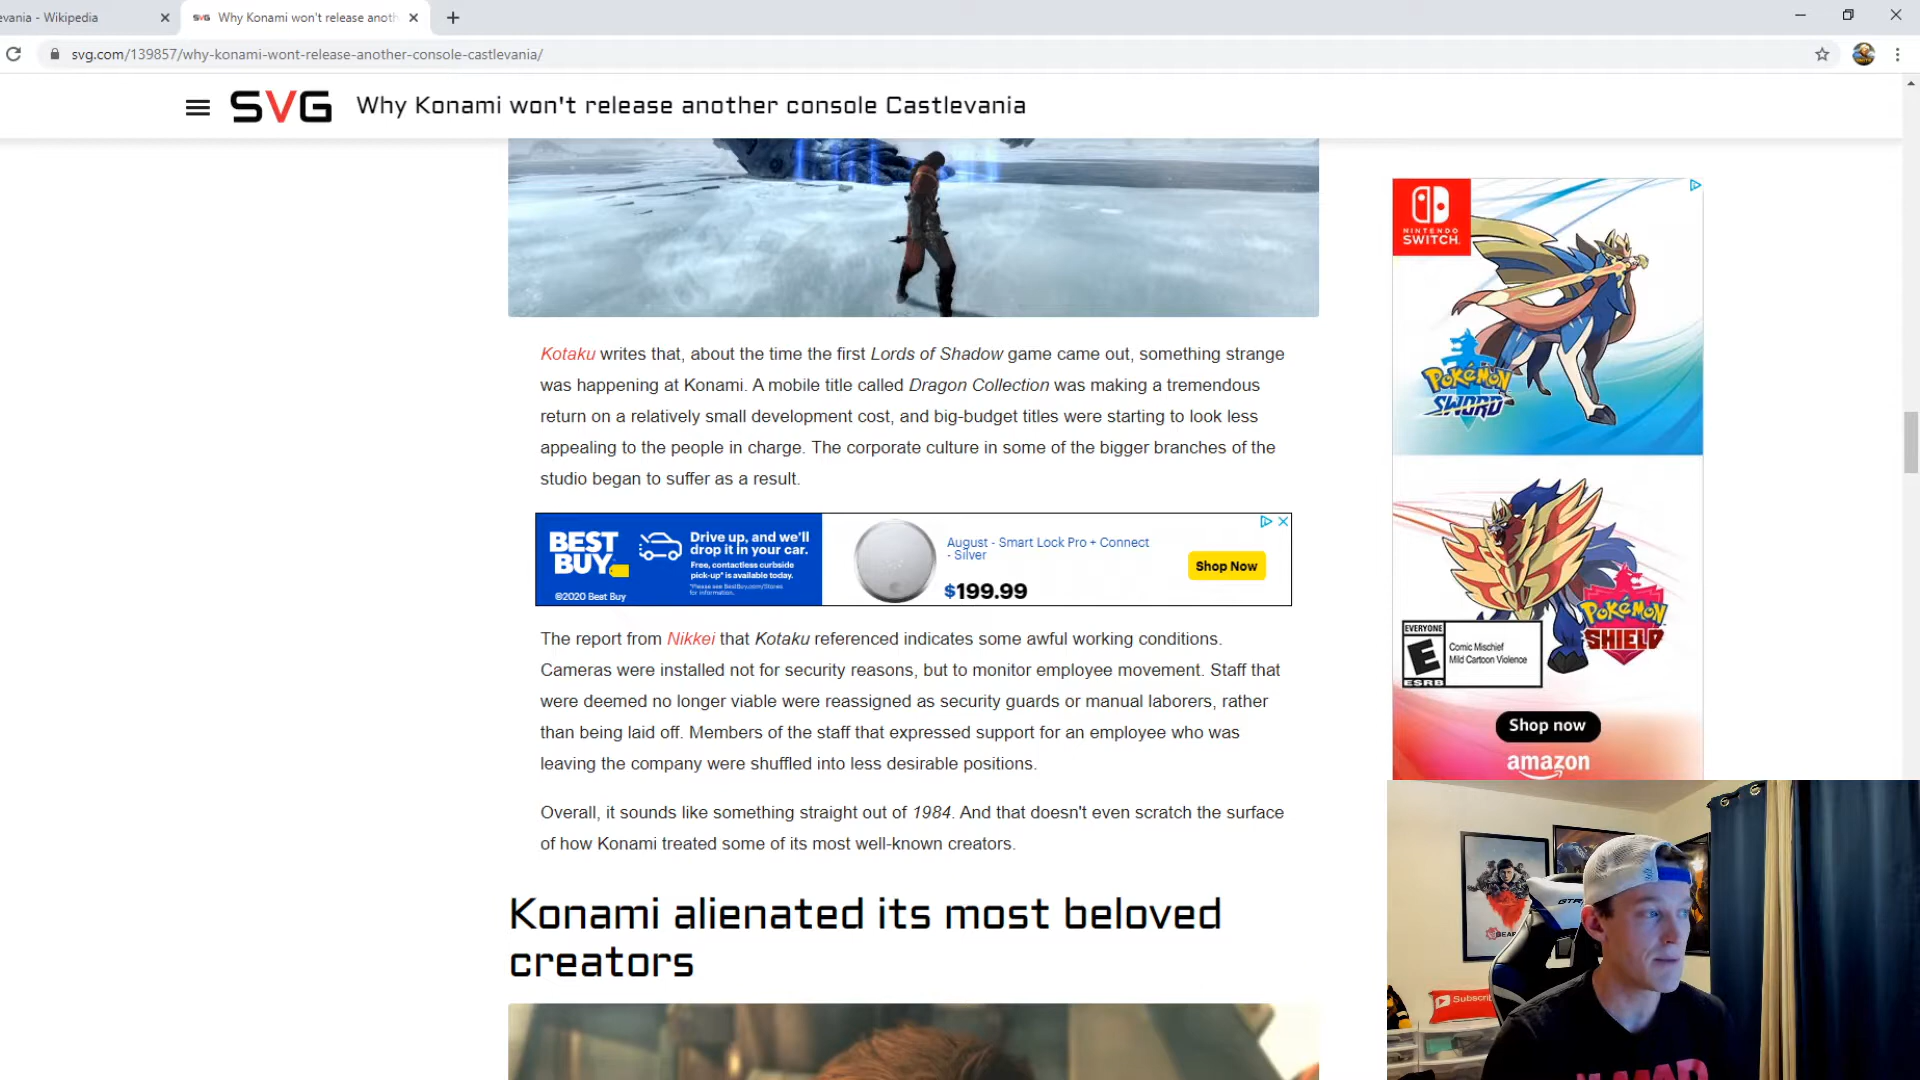 evania - Wikipedia
SVG Why Konami won't release anoth
svg.com/139857/why-konami-wont-release-another-console-castlevania/
SVG Why Konami won't release another console Castlevania
Kotaku writes that, about the time the first Lords of Shadow game came out, something strange
was happening at Konami. A mobile title called Dragon Collection was making a tremendous
return on a relatively small development cost, and big-budget titles were starting to look less
appealing to the people in charge. The corporate culture in some of the bigger branches of the
studio began to suffer as a result.
BEST
BUY
Drive up, and we'll
drop it in your car.
Free, contactless curbside
pick-up* is available today.
*Please see BestBuy.com/Stores
for information.
©2020 Best Buy
August - Smart Lock Pro + Connect
- Silver
$199.99
Shop Now
The report from Nikkei that Kotaku referenced indicates some awful working conditions.
Cameras were installed not for security reasons, but to monitor employee movement. Staff that
were deemed no longer viable were reassigned as security guards or manual laborers, rather
than being laid off. Members of the staff that expressed support for an employee who was
leaving the company were shuffled into less desirable positions.
Overall, it sounds like something straight out of 1984. And that doesn't even scratch the surface
of how Konami treated some of its most well-known creators.
Konami alienated its most beloved
creators
NINTENDO
SWITCH
POKéMON
SWORD
POKéMON
SHIELD
EVERYONE
E
ESRB
Comic Mischief
Mild Cartoon Violence
Shop now
amazon
GEAR
GTR
Subscri